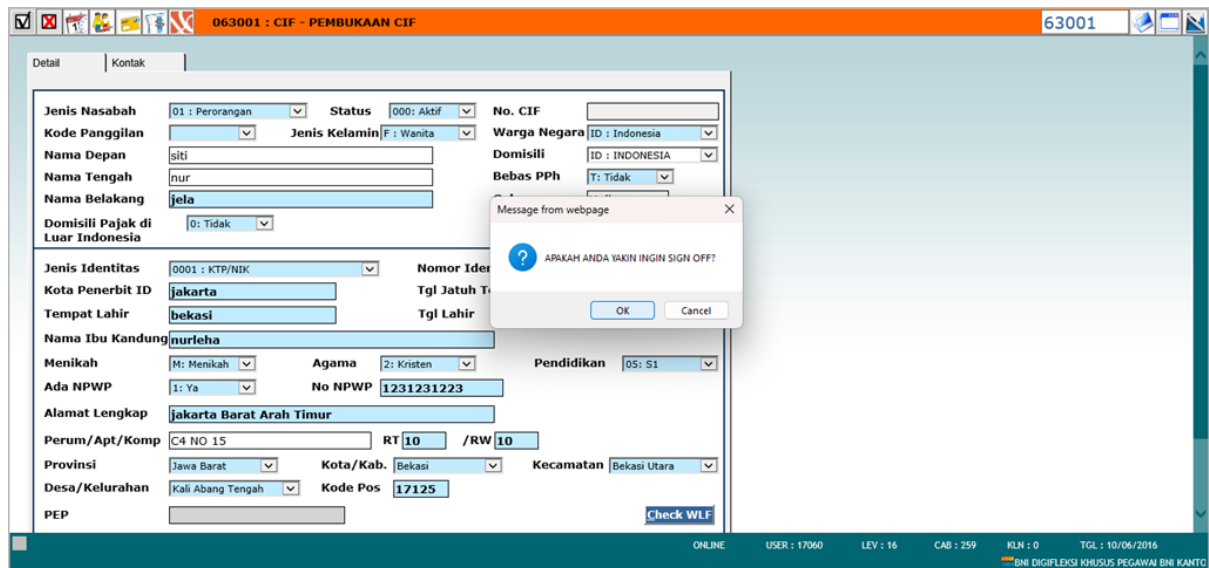 063001 : CIF - PEMBUKAAN CIF 63001
Detail Kontak
Jenis Nasabah 01 : Perorangan Status 000: Aktif No. CIF
Kode Panggilan Jenis Kelamin F : Wanita Warga Negara ID : Indonesia
Nama Depan siti Domisili ID : INDONESIA
Nama Tengah nur Bebas PPh T: Tidak
Nama Belakang jela
Message from webpage
Domisili Pajak di Luar Indonesia 0: Tidak
APAKAH ANDA YAKIN INGIN SIGN OFF?
OK Cancel
Jenis Identitas 0001 : KTP/NIK Nomor Iden
Kota Penerbit ID jakarta Tgl Jatuh T
Tempat Lahir bekasi Tgl Lahir
Nama Ibu Kandung nurleha
Menikah M: Menikah Agama 2: Kristen Pendidikan 05: S1
Ada NPWP 1: Ya No NPWP 1231231223
Alamat Lengkap jakarta Barat Arah Timur
Perum/Apt/Komp C4 NO 15 RT 10 /RW 10
Provinsi Jawa Barat Kota/Kab. Bekasi Kecamatan Bekasi Utara
Desa/Kelurahan Kali Abang Tengah Kode Pos 17125
PEP Check WLF
ONLINE USER : 17060 LEV : 16 CAB : 259 KLN : 0 TGL : 10/06/2016
BNI DIGIFLEKSI KHUSUS PEGAWAI BNI KANTO